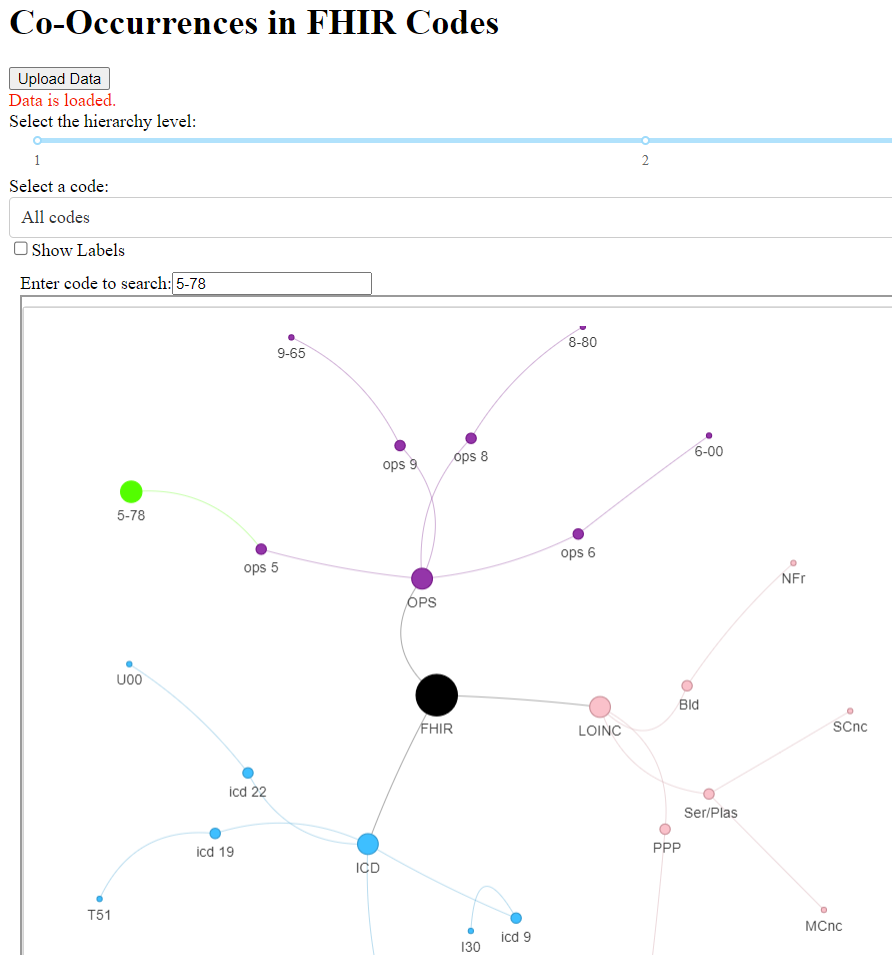 Co-Occurrences in FHIR Codes
Upload Data
Data is loaded.
Select the hierarchy level:
1 2
Select a code:
All codes
Show Labels
Enter code to search: 5-78
9-65
8-80
6-00
ops 9
ops 8
5-78
ops 6
ops 5
NFr
OPS
U00
Bld
FHIR
LOINC
SCnc
icd 22
Ser/Plas
icd 19
PPP
ICD
T51
MCnc
icd 9
I30